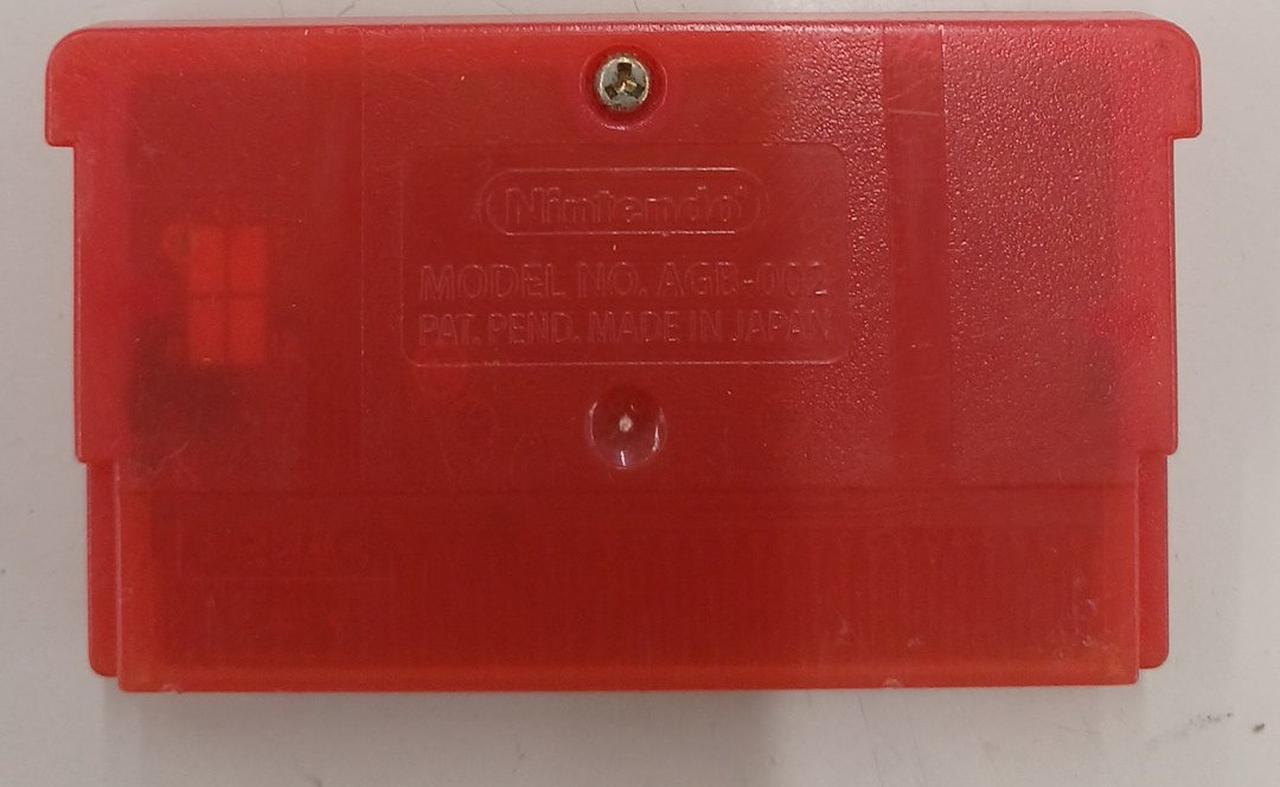 Nintendo
MODEL NO. AGB-002
PAT. PEND. MADE IN JAPAN